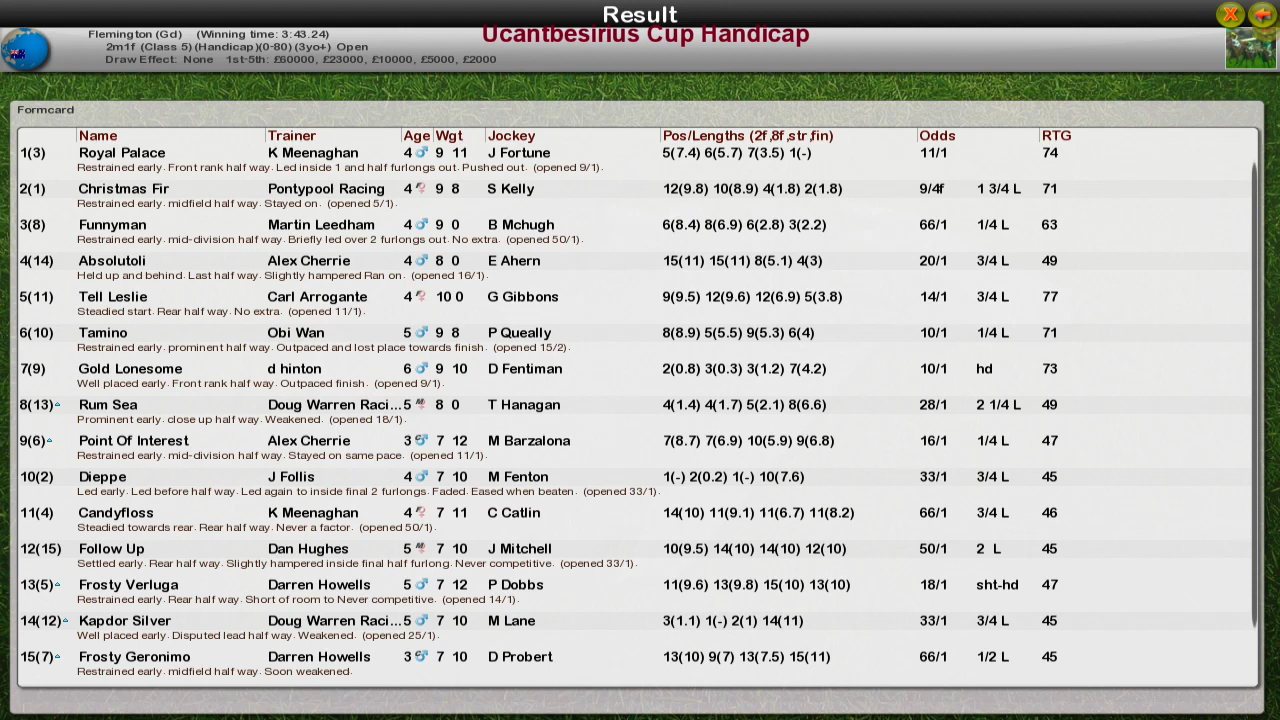 Result
Ucantbesirius Cup Handicap
Flemington (Gd) (Winning time: 3:43.24)
2m1f (Class 5) (Handicap)(0-80) (3yo+) Open
Draw Effect: None 1st-5th: £60000, £23000, £10000, £5000, £2000
Formcard
Name Trainer Age Wgt Jockey Pos/Lengths (2f,8f,str,fin) Odds RTG
1(3) Royal Palace K Meenaghan 4 9 11 J Fortune 5(7.4) 6(5.7) 7(3.5) 1(-) 11/1 74
Restrained early. Front rank half way. Led inside 1 and half furlongs out. Pushed out. (opened 9/1).
2(1) Christmas Fir Pontypool Racing 4 9 8 S Kelly 12(9.8) 10(8.9) 4(1.8) 2(1.8) 9/4f 1 3/4 L 71
Restrained early. midfield half way. Stayed on. (opened 5/1).
3(8) Funnyman Martin Leedham 4 9 0 B Mchugh 6(8.4) 8(6.9) 6(2.8) 3(2.2) 66/1 1/4 L 63
Restrained early. mid-division half way. Briefly led over 2 furlongs out. No extra. (opened 50/1).
4(14) Absolutoli Alex Cherrie 4 8 0 E Ahern 15(11) 15(11) 8(5.1) 4(3) 20/1 3/4 L 49
Held up and behind. Last half way. Slightly hampered Ran on. (opened 16/1).
5(11) Tell Leslie Carl Arrogante 4 10 0 G Gibbons 9(9.5) 12(9.6) 12(6.9) 5(3.8) 14/1 3/4 L 77
Steadied start. Rear half way. No extra. (opened 11/1).
6(10) Tamino Obi Wan 5 9 8 P Queally 8(8.9) 5(5.5) 9(5.3) 6(4) 10/1 1/4 L 71
Restrained early. prominent half way. Outpaced and lost place towards finish. (opened 15/2).
7(9) Gold Lonesome d hinton 6 9 10 D Fentiman 2(0.8) 3(0.3) 3(1.2) 7(4.2) 10/1 hd 73
Well placed early. Front rank half way. Outpaced finish. (opened 9/1).
8(13) Rum Sea Doug Warren Raci... 5 8 0 T Hanagan 4(1.4) 4(1.7) 5(2.1) 8(6.6) 28/1 2 1/4 L 49
Prominent early. close up half way. Weakened. (opened 18/1).
9(6) Point Of Interest Alex Cherrie 3 7 12 M Barzalona 7(8.7) 7(6.9) 10(5.9) 9(6.8) 16/1 1/4 L 47
Restrained early. mid-division half way. Stayed on same pace. (opened 11/1).
10(2) Dieppe J Follis 4 7 10 M Fenton 1(-) 2(0.2) 1(-) 10(7.6) 33/1 3/4 L 45
Led early. Led before half way. Led again to inside final 2 furlongs. Faded. Eased when beaten. (opened 33/1).
11(4) Candyfloss K Meenaghan 4 7 11 C Catlin 14(10) 11(9.1) 11(6.7) 11(8.2) 66/1 3/4 L 46
Steadied towards rear. Rear half way. Never a factor. (opened 50/1).
12(15) Follow Up Dan Hughes 5 7 10 J Mitchell 10(9.5) 14(10) 14(10) 12(10) 50/1 2 L 45
Settled early. Rear half way. Slightly hampered inside final half furlong. Never competitive. (opened 33/1).
13(5) Frosty Verluga Darren Howells 5 7 12 P Dobbs 11(9.6) 13(9.8) 15(10) 13(10) 18/1 sht-hd 47
Restrained early. Rear half way. Short of room to Never competitive. (opened 14/1).
14(12) Kapdor Silver Doug Warren Raci... 5 7 10 M Lane 3(1.1) 1(-) 2(1) 14(11) 33/1 3/4 L 45
Well placed early. Disputed lead half way. Weakened. (opened 25/1).
15(7) Frosty Geronimo Darren Howells 3 7 10 D Probert 13(10) 9(7) 13(7.5) 15(11) 66/1 1/2 L 45
Restrained early. midfield half way. Soon weakened.